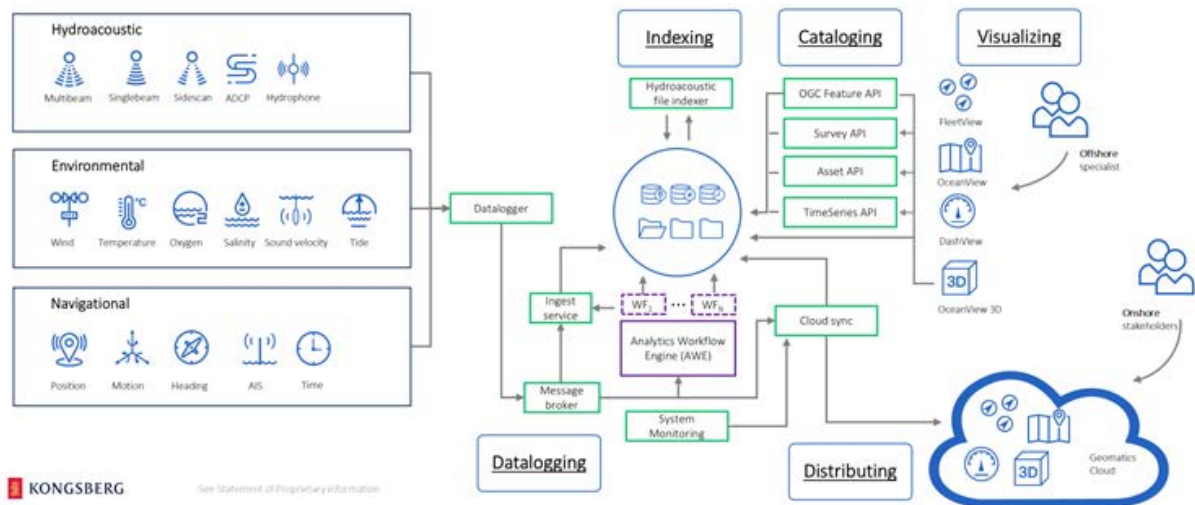 Hydroacoustic
Multibeam
Singlebeam
Sidescan
ADCP
Hydrophone
Environmental
°C
2
Wind
Temperature
Oxygen
Salinity
Sound velocity
Tide
Navigational
Position
Motion
Heading
AIS
Time
KONGSBERG
See Statement of Proprietary information
Datalogger
Ingest
service
Message
broker
Datalogging
Indexing
Hydroacoustic
file indexer
WF
WF
Analytics Workflow
Engine (AWE)
System
Monitoring
Cloud sync
Distributing
Cataloging
OGC Feature API
Survey API
Asset API
TimeSeries API
Visualizing
FleetView
OceanView
DashView
3D
OceanView 3D
Offshore
specialist
Onshore
stakeholders
3D
Geomatics
Cloud